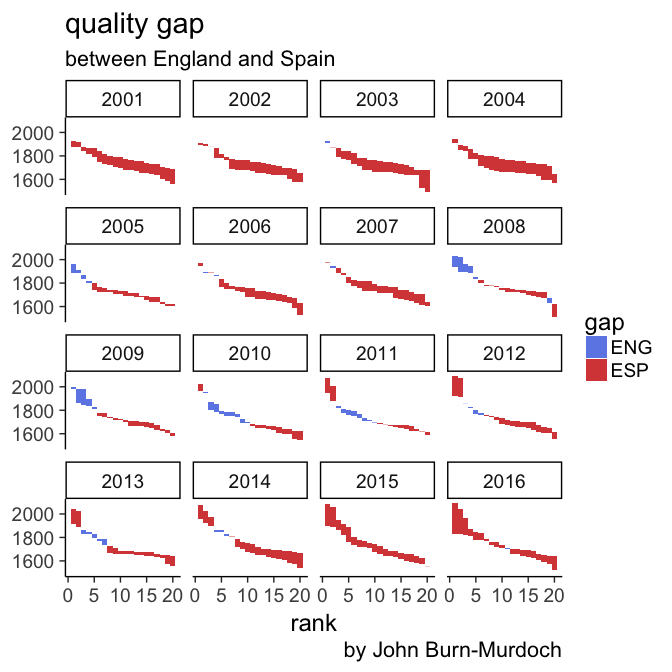 quality gap
between England and Spain
2001 2002 2003 2004
2000
1800
1600
2005 2006 2007 2008
2000
1800
1600
gap
ENG
ESP
2009 2010 2011 2012
2000
1800
1600
2013 2014 2015 2016
2000
1800
1600
0 5 10 15 20 0 5 10 15 20 0 5 10 15 20 0 5 10 15 20
rank
by John Burn-Murdoch